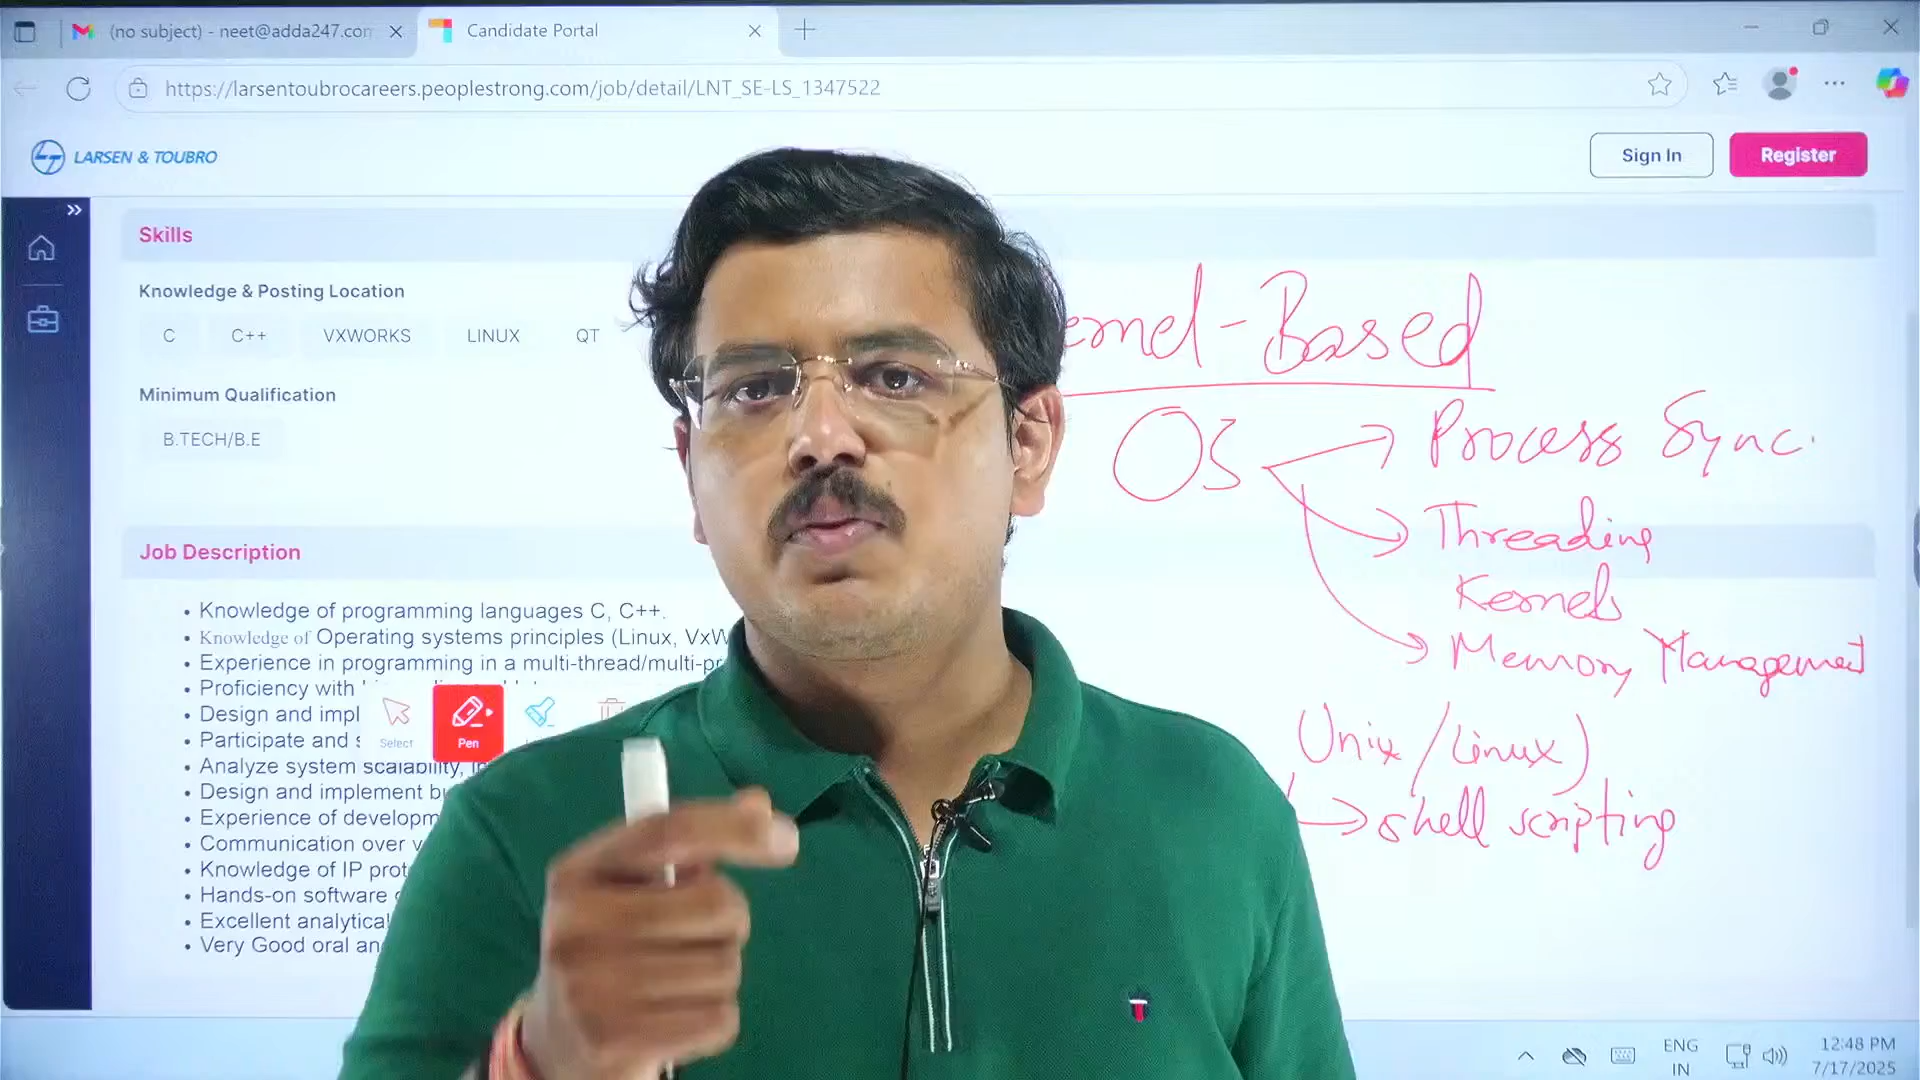 (no subject) - neet@adda247.com
Candidate Portal
https://larsentoubrocareers.peoplestrong.com/job/detail/LNT_SE-LS_1347522
LARSEN & TOUBRO
Sign In
Register
Skills
Knowledge & Posting Location
C
C++
VXWORKS
LINUX
QT
Minimum Qualification
B.TECH/B.E
Job Description
• Knowledge of programming languages C, C++.
• Knowledge of Operating systems principles (Linux, VxW
• Experience in programming in a multi-thread/multi-pr
• Proficiency with
• Design and impl
• Participate and s
• Analyze system scalability,
• Design and implement bu
• Experience of developm
• Communication over v
• Knowledge of IP prot
• Hands-on software
• Excellent analytical
• Very Good oral an
Select
Pen
ernel-Based
OS
Process Sync.
Threading
Kernels
Memory Management
Unix/Linux)
shell scripting
ENG
IN
12:48 PM
7/17/2025